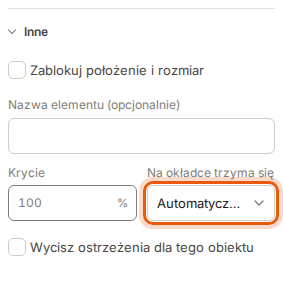 Inne
Zablokuj położenie i rozmiar
Nazwa elementu (opcjonalnie)
Krycie
Na okładce trzyma się
100 %
Automatycz...
Wycisz ostrzeżenia dla tego obiektu